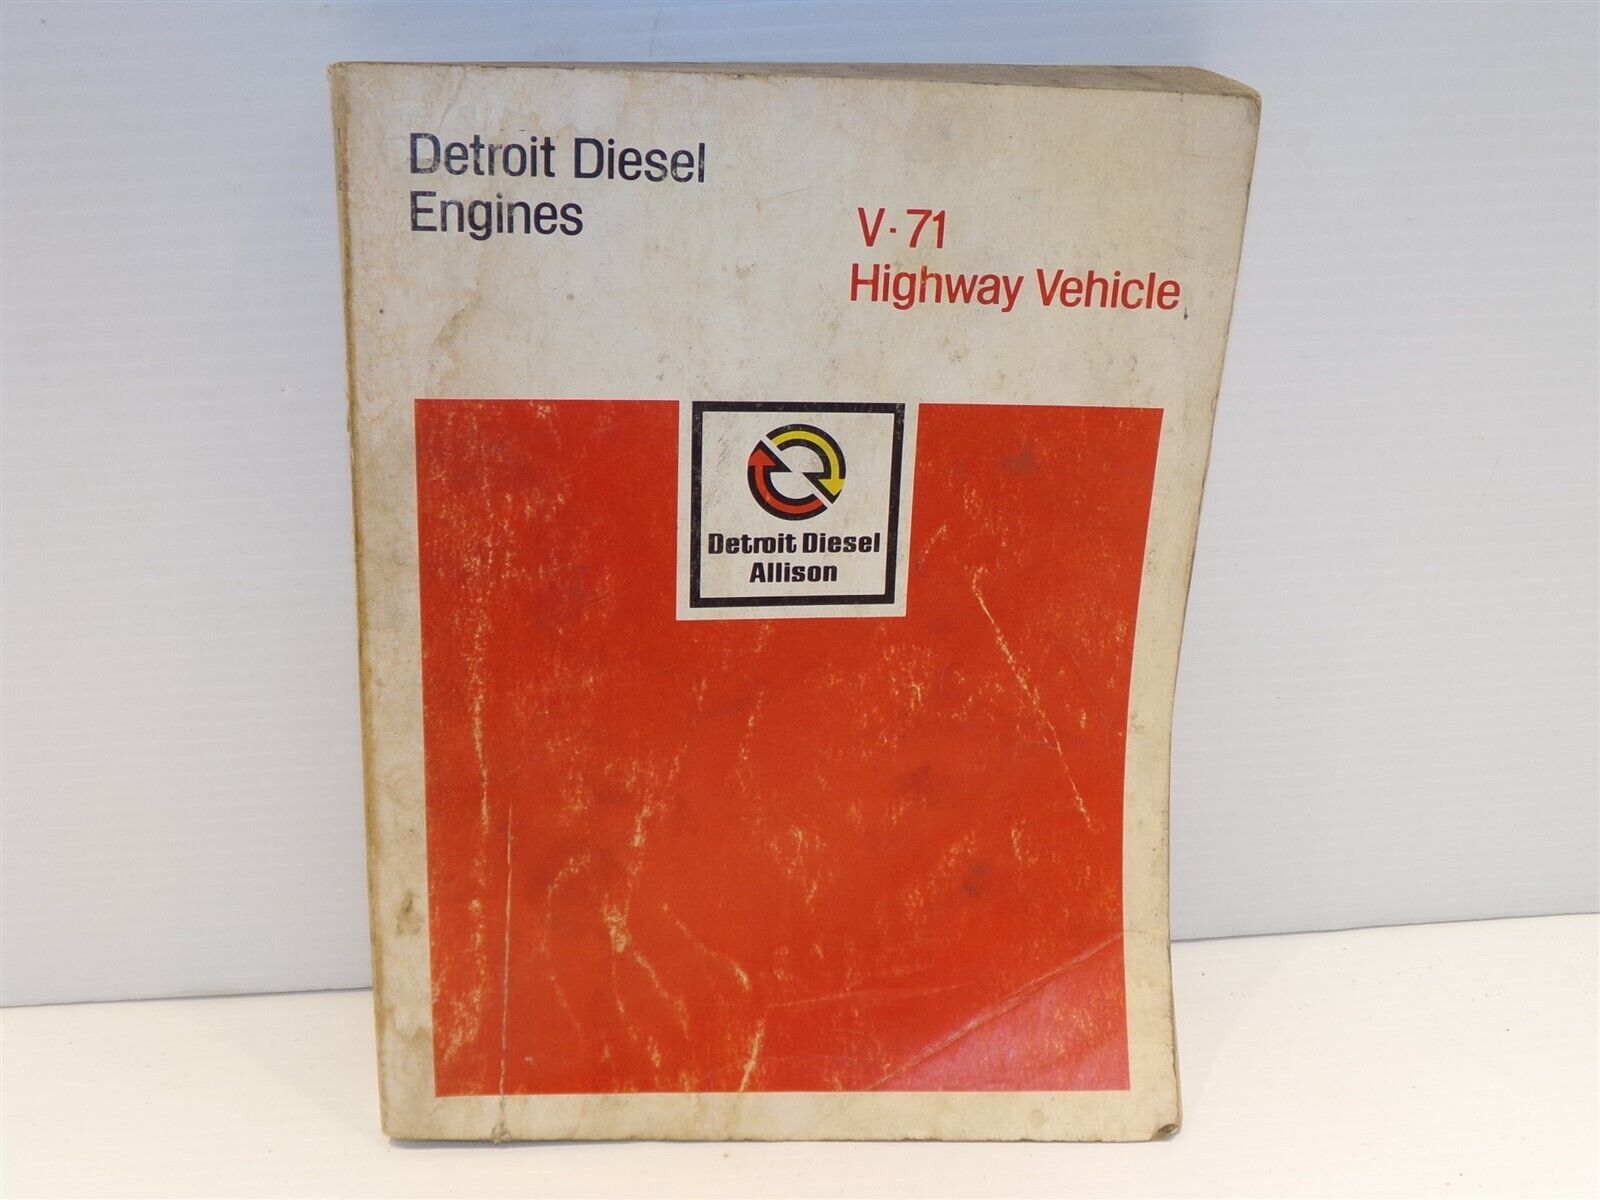 Detroit Diesel
Engines
V·71
Highway Vehicle
Detroit Diesel
Allison